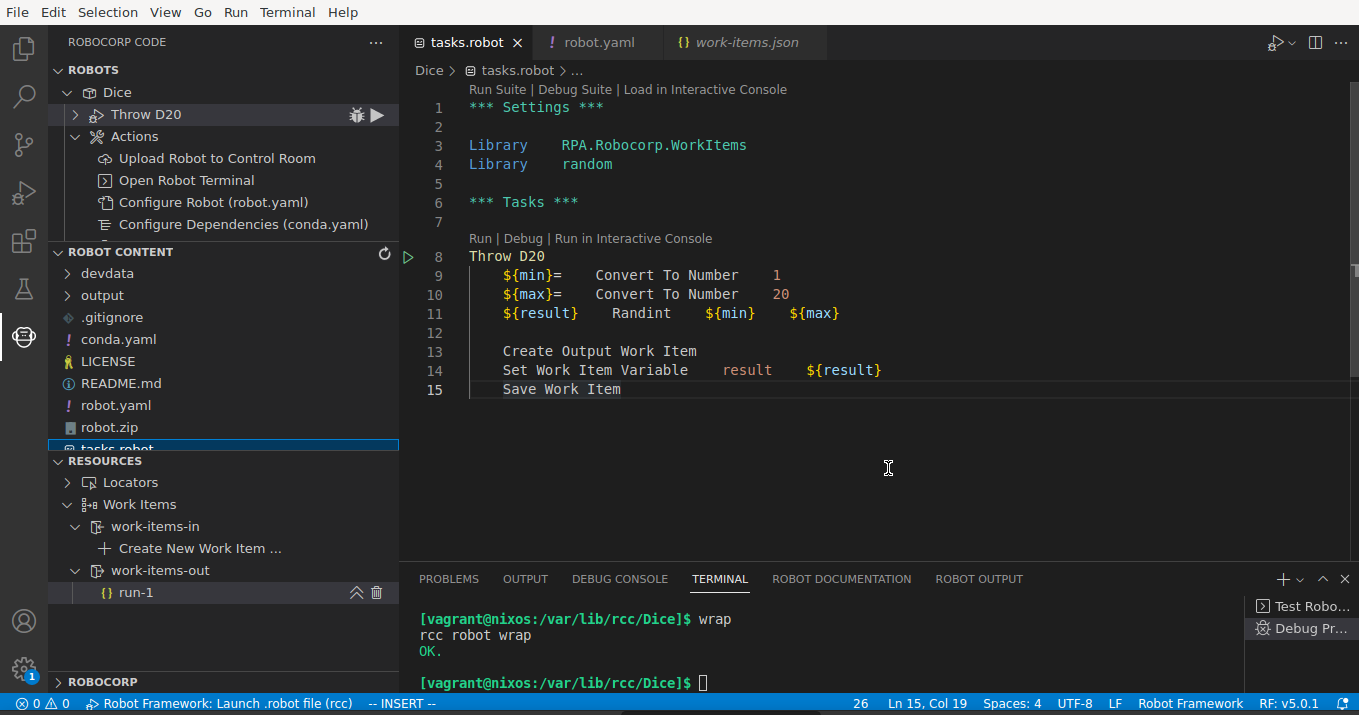 File Edit Selection View Go Run Terminal Help
ROBOCORP CODE
ROBOTS
Dice
Throw D20
Actions
Upload Robot to Control Room
Open Robot Terminal
Configure Robot (robot.yaml)
Configure Dependencies (conda.yaml)
ROBOT CONTENT
devdata
output
.gitignore
conda.yaml
LICENSE
README.md
robot.yaml
robot.zip
tasks.robot
RESOURCES
Locators
Work Items
work-items-in
Create New Work Item ...
work-items-out
{} run-1
ROBOCORP
tasks.robot
! robot.yaml
{} work-items.json
Dice > tasks.robot > ...
Run Suite | Debug Suite | Load in Interactive Console
1 *** Settings ***
2
3 Library    RPA.Robocorp.WorkItems
4 Library    random
5
6 *** Tasks ***
7
Run | Debug | Run in Interactive Console
8 Throw D20
9     ${min}=    Convert To Number    1
10     ${max}=    Convert To Number    20
11     ${result}    Randint    ${min}    ${max}
12
13     Create Output Work Item
14     Set Work Item Variable    result    ${result}
15     Save Work Item
PROBLEMS OUTPUT DEBUG CONSOLE TERMINAL ROBOT DOCUMENTATION ROBOT OUTPUT
[vagrant@nixos:/var/lib/rcc/Dice]$ wrap
rcc robot wrap
OK.
[vagrant@nixos:/var/lib/rcc/Dice]$
Test Robo...
Debug Pr...
1
0 0 Robot Framework: Launch .robot file (rcc) -- INSERT -- 26 Ln 15, Col 19 Spaces: 4 UTF-8 LF Robot Framework RF: v5.0.1